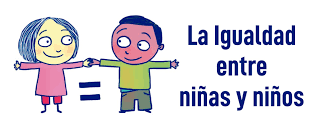 La Igualdad
entre
niñas y niños
=